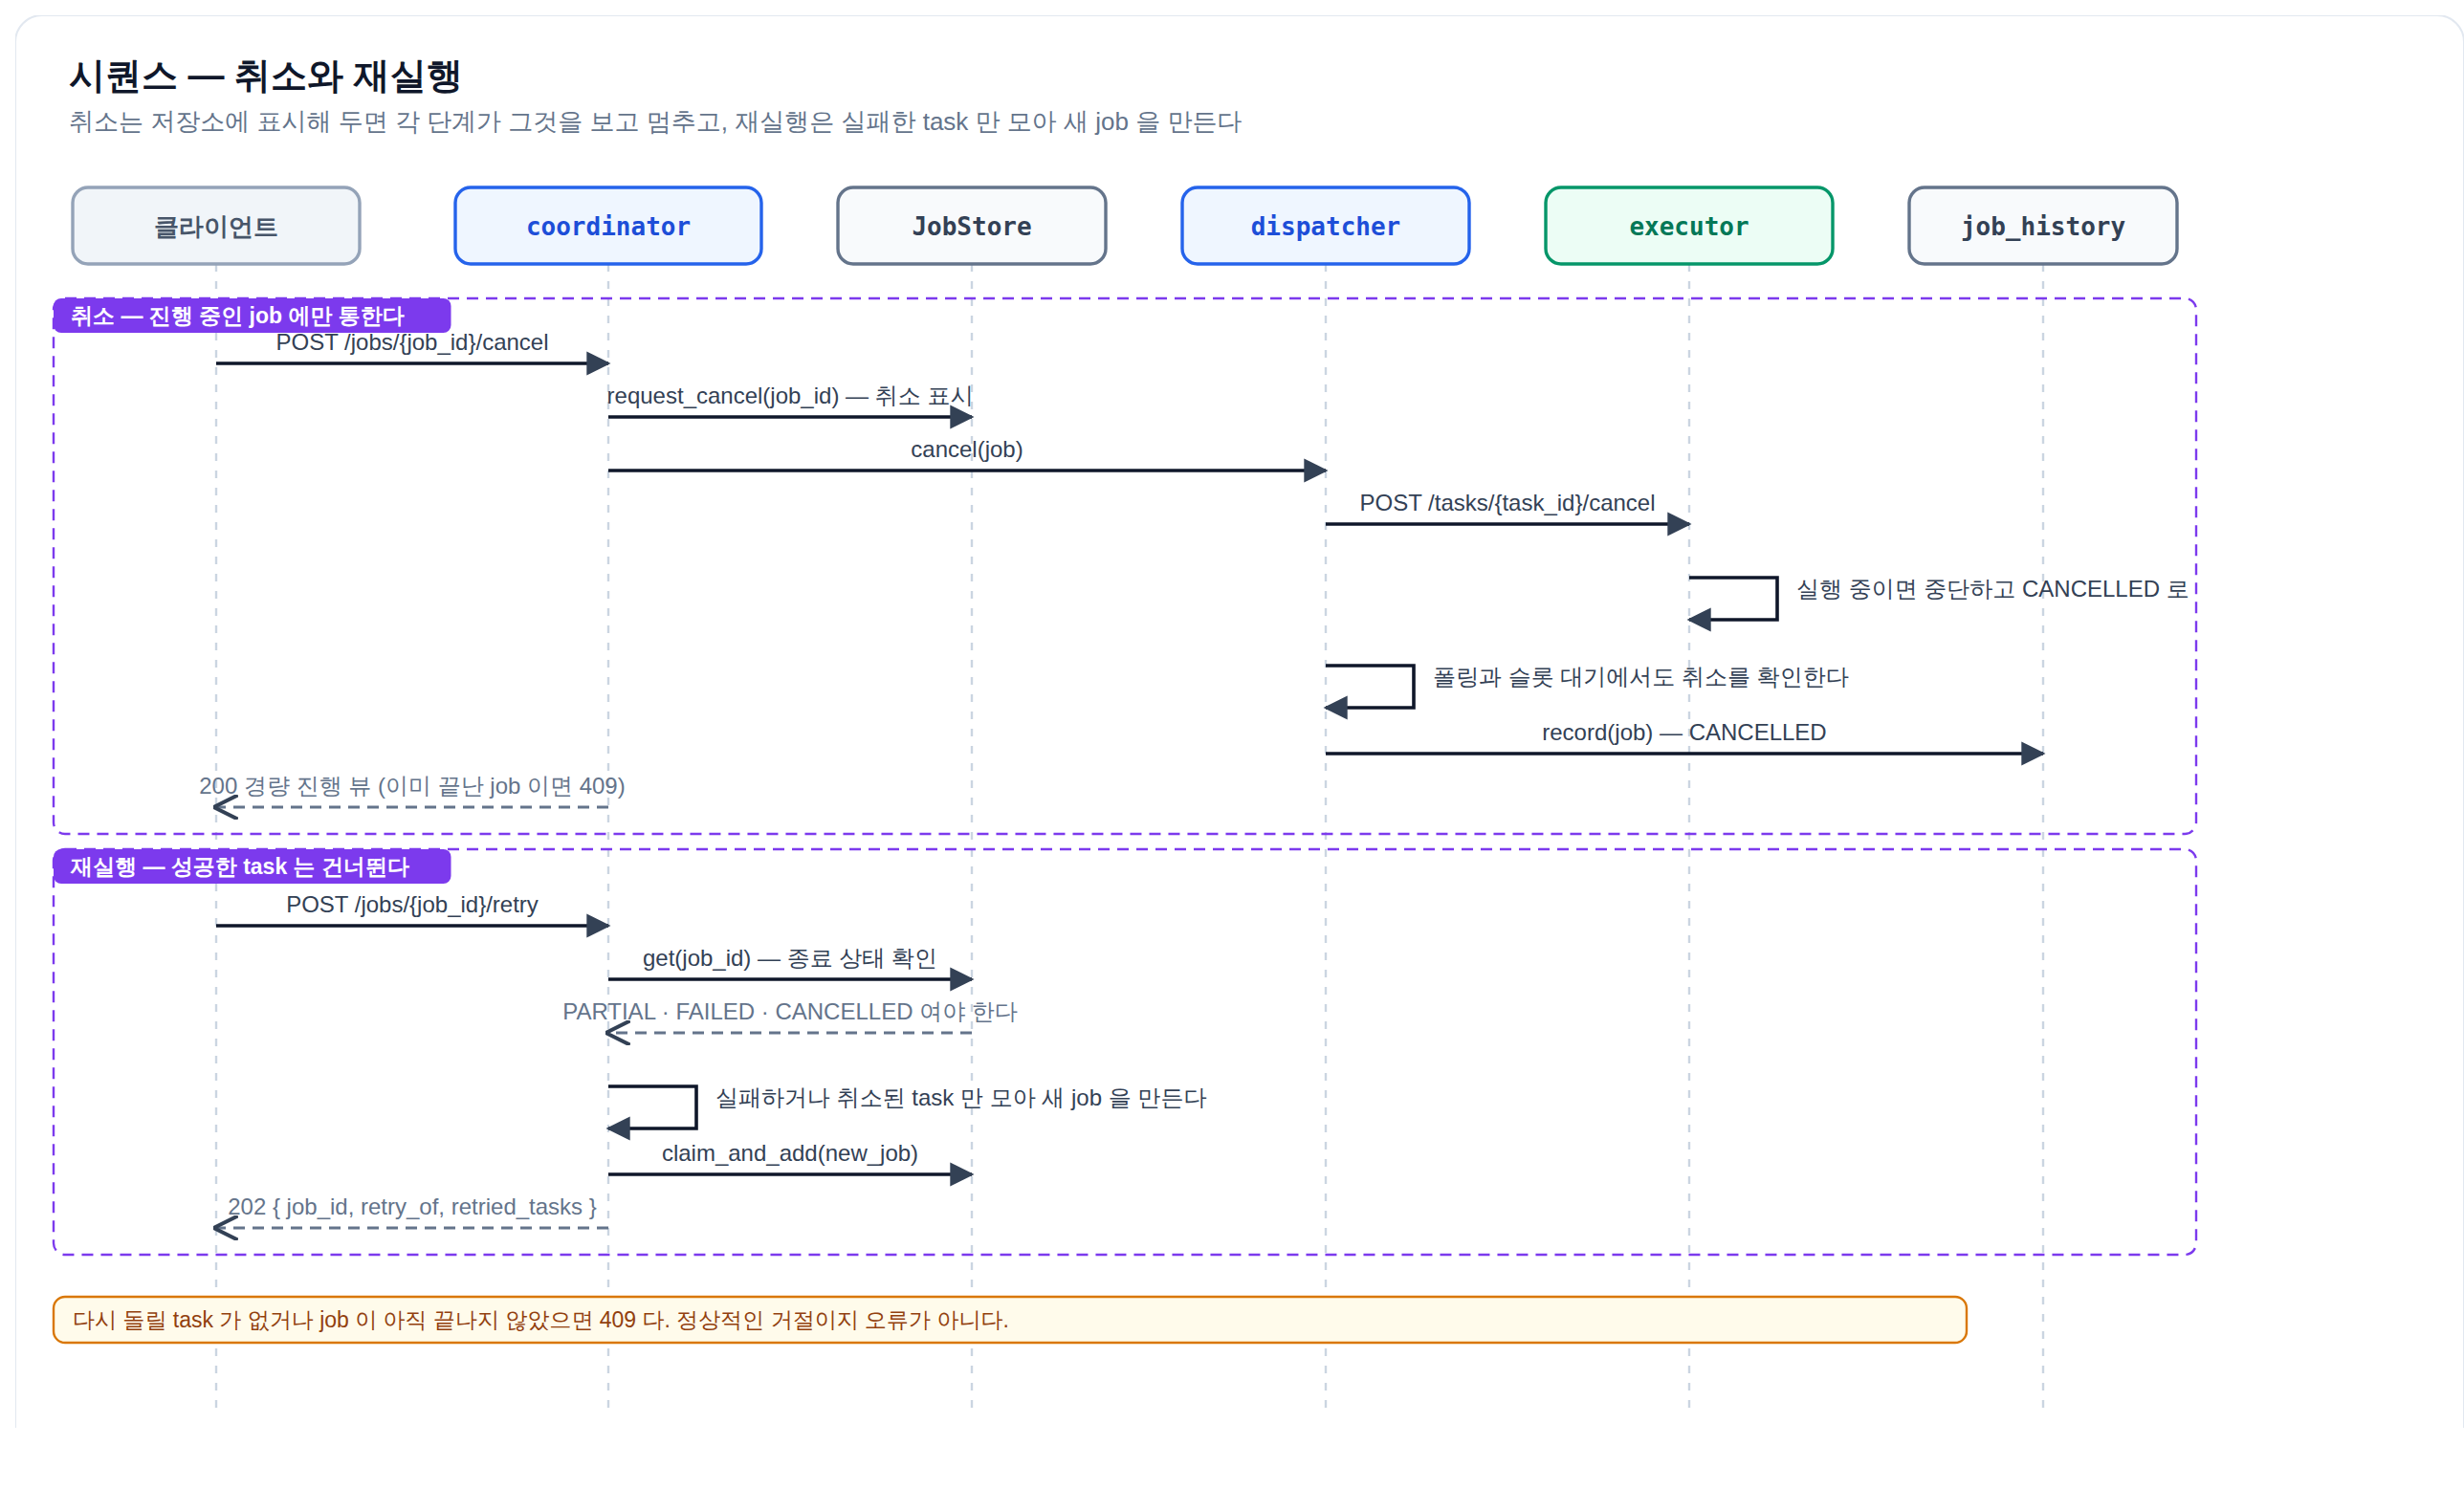 시퀀스 — 취소와 재실행
취소는 저장소에 표시해 두면 각 단계가 그것을 보고 멈추고, 재실행은 실패한 task 만 모아 새 job 을 만든다
클라이언트
coordinator
JobStore
dispatcher
executor
job_history
취소 — 진행 중인 job 에만 통한다
POST /jobs/{job_id}/cancel
request_cancel(job_id) — 취소 표시
cancel(job)
POST /tasks/{task_id}/cancel
실행 중이면 중단하고 CANCELLED 로
폴링과 슬롯 대기에서도 취소를 확인한다
record(job) — CANCELLED
200 경량 진행 뷰 (이미 끝난 job 이면 409)
재실행 — 성공한 task 는 건너뛴다
POST /jobs/{job_id}/retry
get(job_id) — 종료 상태 확인
PARTIAL · FAILED · CANCELLED 여야 한다
실패하거나 취소된 task 만 모아 새 job 을 만든다
claim_and_add(new_job)
202 { job_id, retry_of, retried_tasks }
다시 돌릴 task 가 없거나 job 이 아직 끝나지 않았으면 409 다. 정상적인 거절이지 오류가 아니다.